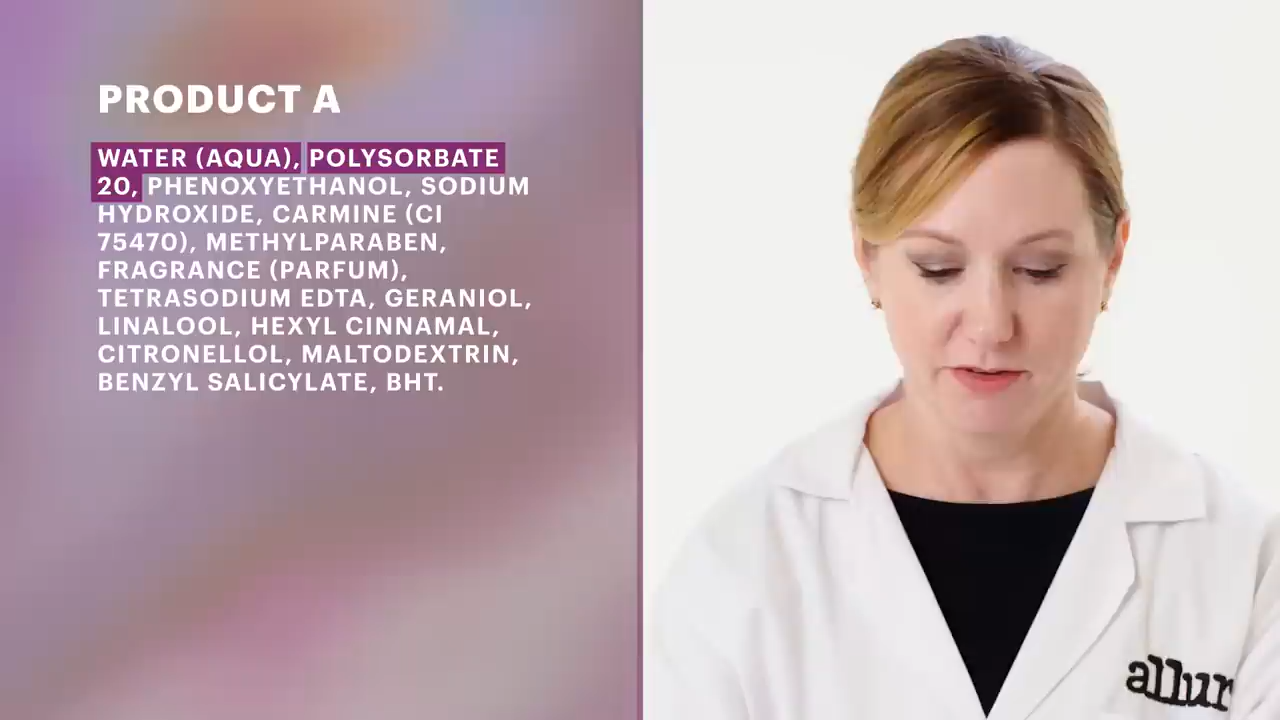 PRODUCT A
WATER (AQUA), POLYSORBATE
20, PHENOXYETHANOL, SODIUM
HYDROXIDE, CARMINE (CI
75470), METHYLPARABEN,
FRAGRANCE (PARFUM),
TETRASODIUM EDTA, GERANIOL,
LINALOOL, HEXYL CINNAMAL,
CITRONELLOL, MALTODEXTRIN,
BENZYL SALICYLATE, BHT.
allur